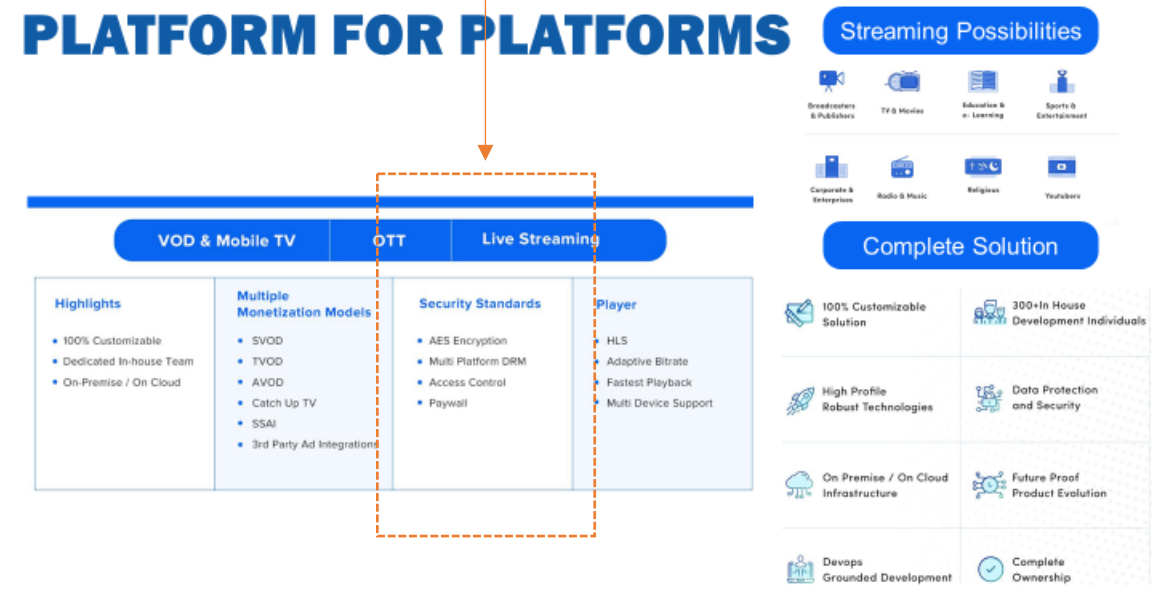 PLATFORM FOR PLATFORMS
VOD & Mobile TV
OTT
Live Streaming
Highlights
100% Customizable
Dedicated In-house Team
On-Premise / On Cloud
Multiple
Monetization Models
SVOD
TVOD
AVOD
Catch Up TV
SSAI
3rd Party Ad Integrations
Security Standards
AES Encryption
Multi Platform DRM
Access Control
Paywall
Player
HLS
Adaptive Bitrate
Fastest Playback
Multi Device Support
Streaming Possibilities
Broadcasters
& Publishers
TV & Movies
Education &
e- Learning
Sports &
Entertainment
Corporate &
Enterprises
Radio & Music
Religious
Youtubers
Complete Solution
100% Customizable
Solution
300+In House
Development Individuals
High Profile
Robust Technologies
Data Protection
and Security
On Premise / On Cloud
Infrastructure
Future Proof
Product Evolution
Devops
Grounded Development
Complete
Ownership